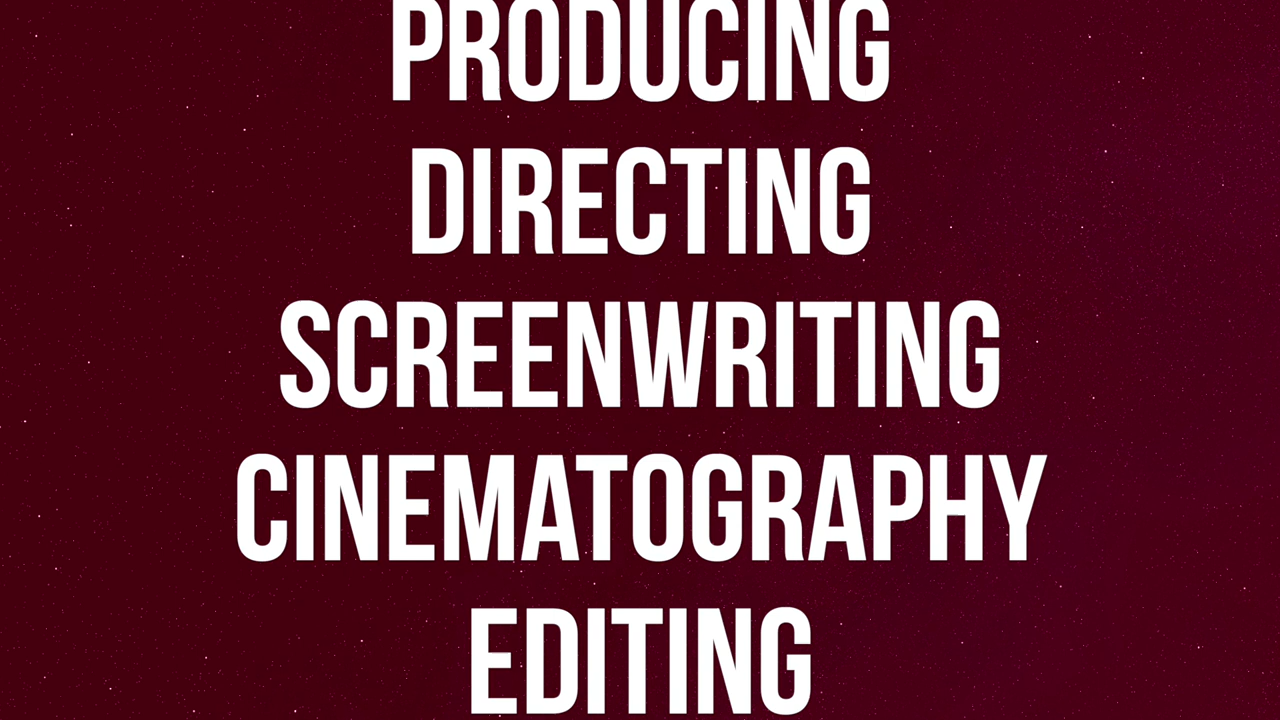 PRODUCING
DIRECTING
SCREENWRITING
CINEMATOGRAPHY
EDITING